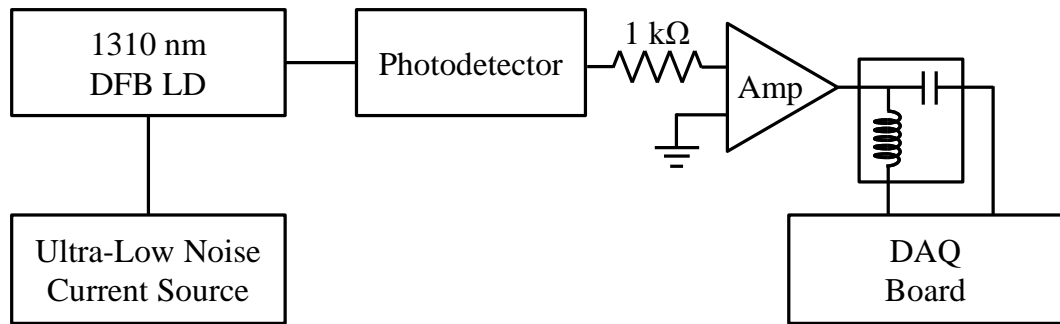 1310 nm
DFB LD
Photodetector
1 kΩ
Amp
Ultra-Low Noise
Current Source
DAQ
Board